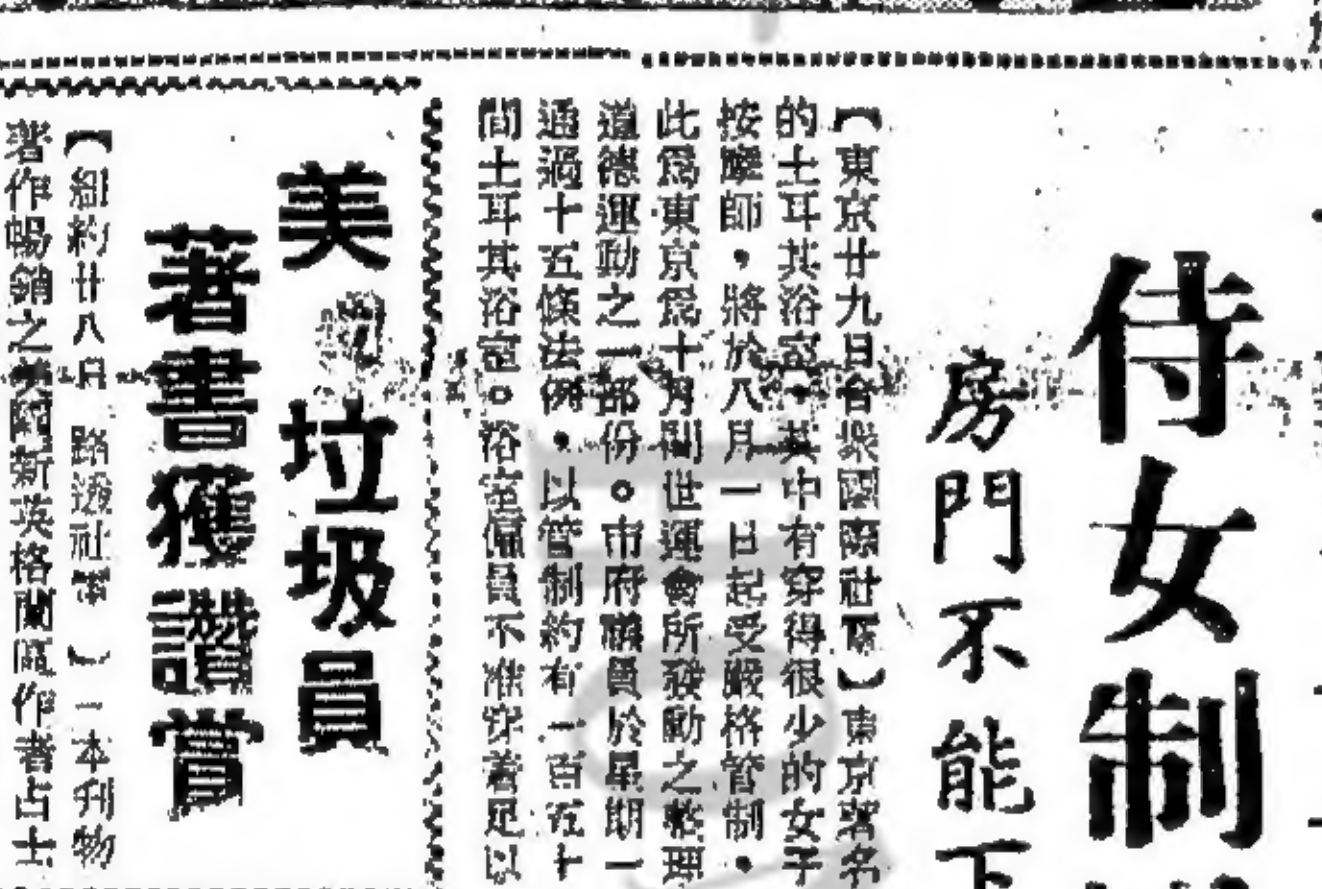 侍女制
房門不能下
【東京廿九日合眾國際社電】東京著名
的土耳其浴室，其中有穿得很少的女子
按摩師，將於八月一日起受嚴格管制，
此爲東京爲十月間世運會所發動之整理
道德運動之一部份。市府職員於星期一
通過十五條法例，以管制約有一百五十
間土耳其浴室。浴室僱員不准穿着足以
美 垃圾員
著書獲讚賞
【紐約廿八日路透社電】一本刊物
著作暢銷之美國新英格蘭區作者占士